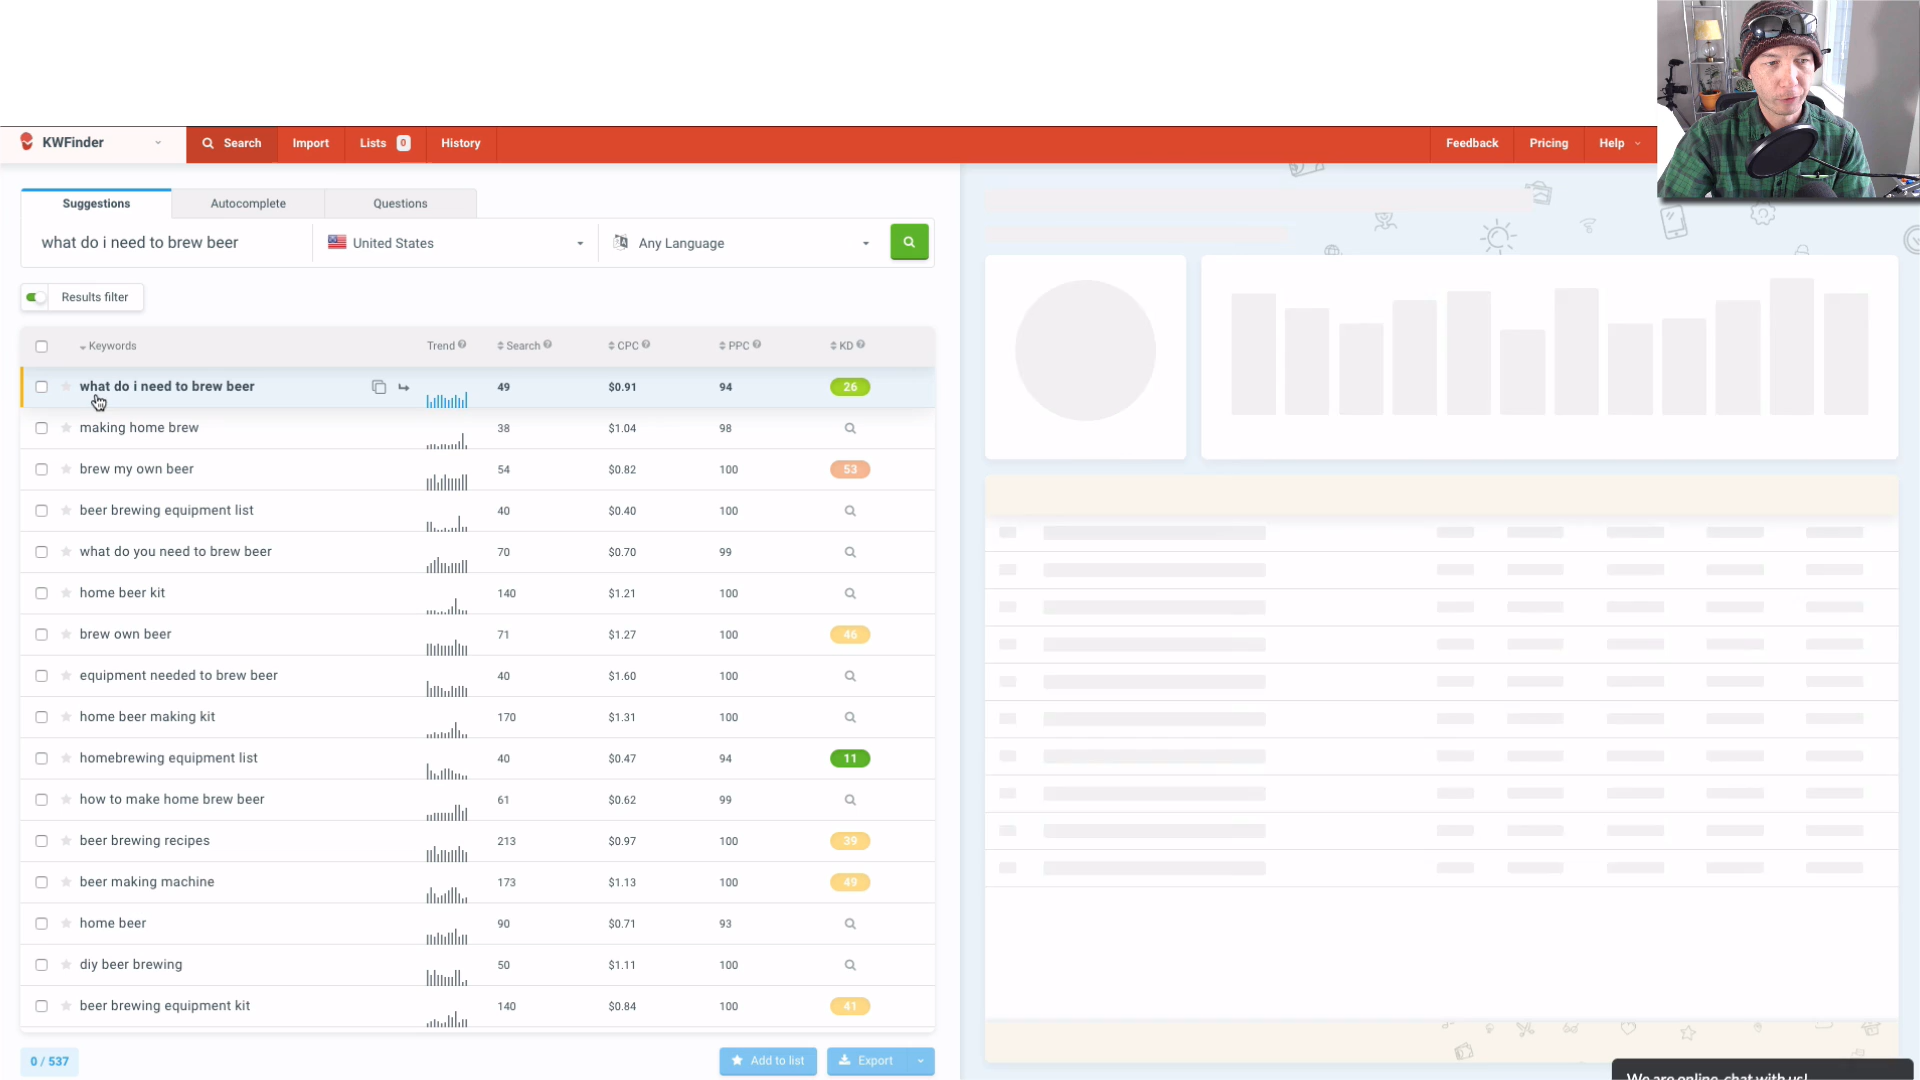 KWFinder Search Import Lists 0 History Feedback Pricing Help
Suggestions Autocomplete Questions
what do i need to brew beer United States Any Language
Results filter
Keywords Trend Search CPC PPC KD
what do i need to brew beer 49 $0.91 94 26
making home brew 38 $1.04 98
brew my own beer 54 $0.82 100 53
beer brewing equipment list 40 $0.40 100
what do you need to brew beer 70 $0.70 99
home beer kit 140 $1.21 100
brew own beer 71 $1.27 100 46
equipment needed to brew beer 40 $1.60 100
home beer making kit 170 $1.31 100
homebrewing equipment list 40 $0.47 94 11
how to make home brew beer 61 $0.62 99
beer brewing recipes 213 $0.97 100 39
beer making machine 173 $1.13 100 49
home beer 90 $0.71 93
diy beer brewing 50 $1.11 100
beer brewing equipment kit 140 $0.84 100 41
0 / 537 Add to list Export
We are online, chat with us!